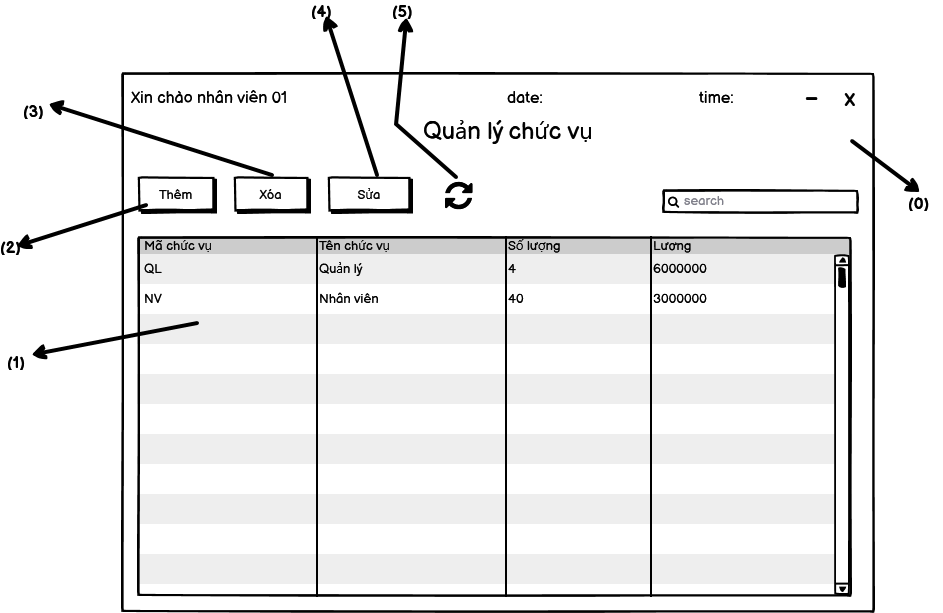 (4) (5)
(3)
Xin chào nhân viên 01 date: time: – X
Quản lý chức vụ
Thêm Xóa Sửa search
(0)
(2)
Mã chức vụ Tên chức vụ Số lượng Lương
QL Quản lý 4 6000000
NV Nhân viên 40 3000000
(1)